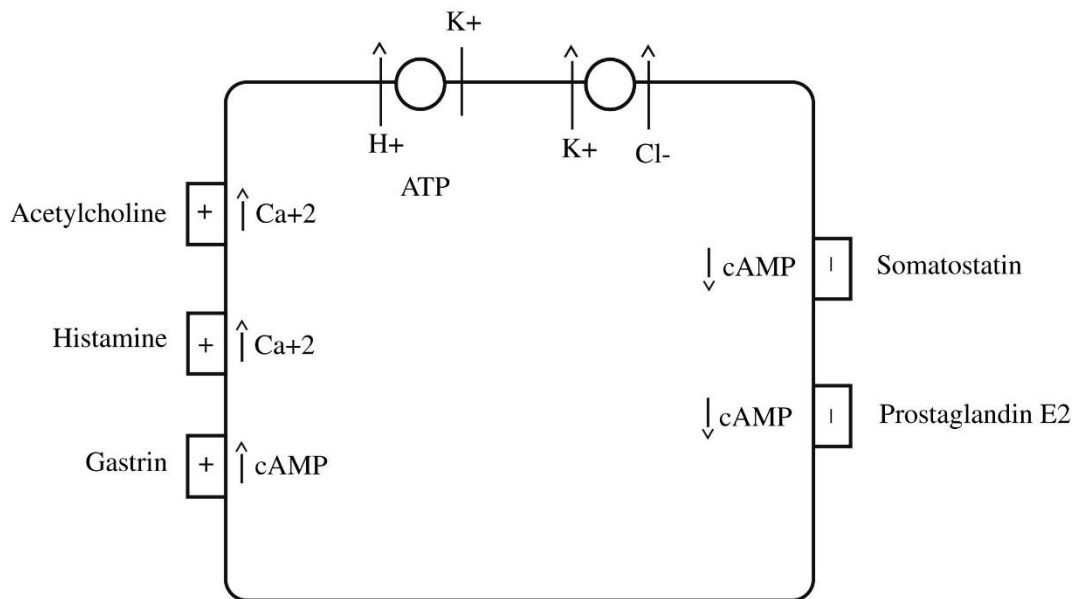 K+
H+
K+
Cl-
ATP
Acetylcholine + Ca+2
cAMP - Somatostatin
Histamine + Ca+2
cAMP - Prostaglandin E2
Gastrin + cAMP